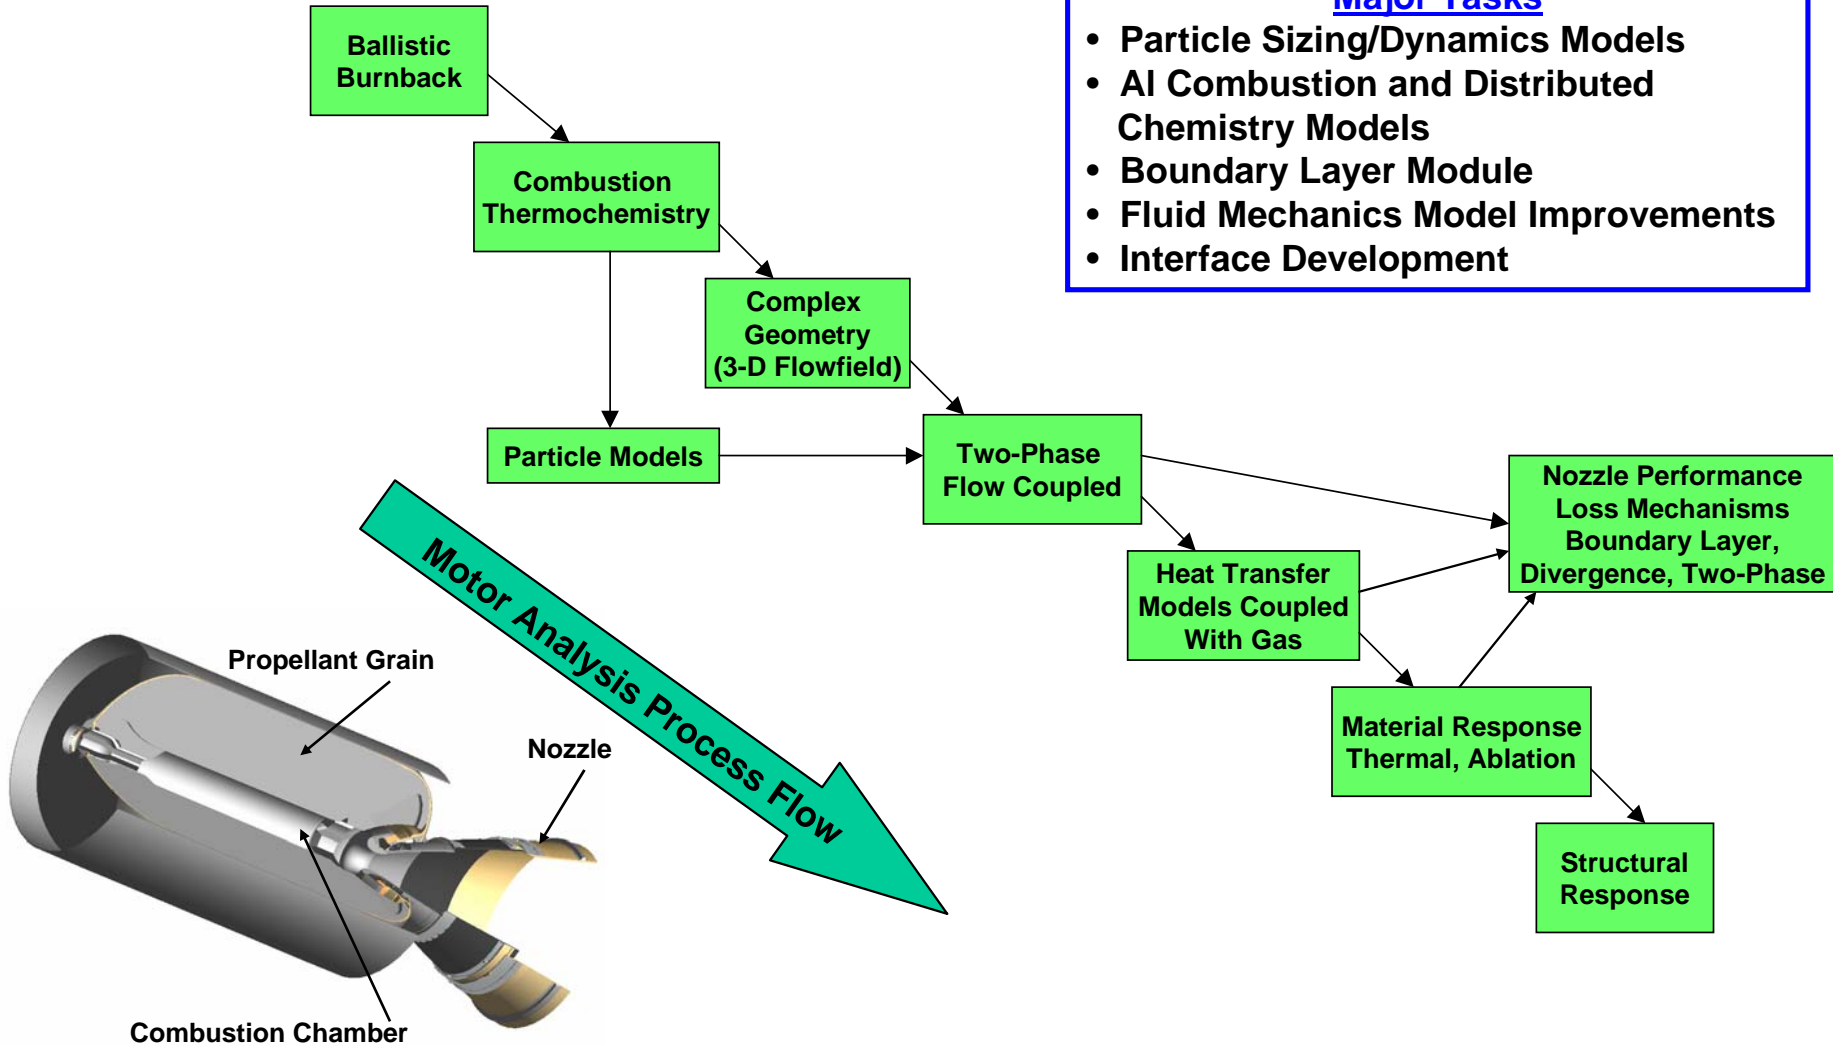 Major Tasks
• Particle Sizing/Dynamics Models
• Al Combustion and Distributed
Chemistry Models
• Boundary Layer Module
• Fluid Mechanics Model Improvements
• Interface Development
Ballistic
Burnback
Combustion
Thermochemistry
Complex
Geometry
(3-D Flowfield)
Particle Models
Two-Phase
Flow Coupled
Nozzle Performance
Loss Mechanisms
Boundary Layer,
Divergence, Two-Phase
Heat Transfer
Models Coupled
With Gas
Material Response
Thermal, Ablation
Structural
Response
Motor Analysis Process Flow
Propellant Grain
Nozzle
Combustion Chamber